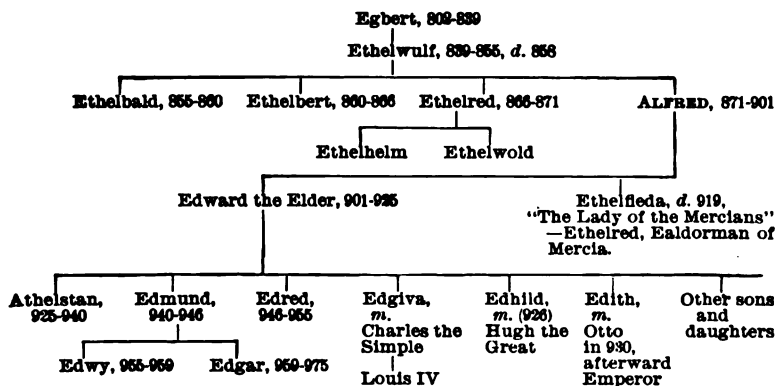 Egbert, 802-839
Ethelwulf, 839-855, d. 856
Ethelbald, 855-860 Ethelbert, 860-866 Ethelred, 866-871 ALFRED, 871-901
Ethelhelm Ethelwold
Edward the Elder, 901-925
Ethelfleda, d. 919,
"The Lady of the Mercians"
—Ethelred, Ealdorman of
Mercia.
Athelstan,
925-940
Edmund,
940-946
Edred,
946-955
Edgiva,
m.
Charles the
Simple
Louis IV
Edhild,
m. (926)
Hugh the
Great
Edith,
m.
Otto
in 930,
afterward
Emperor
Other sons
and
daughters
Edwy, 955-959 Edgar, 959-975